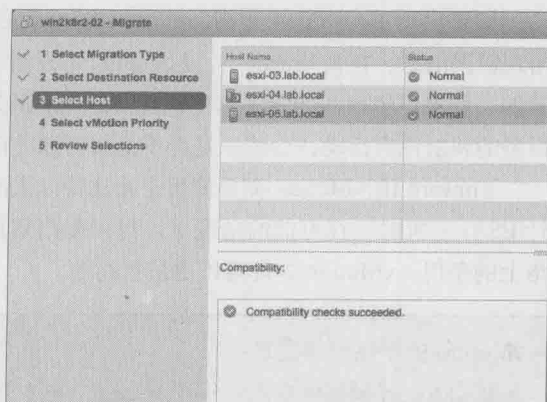 win2k8r2-02 - Migrate
1 Select Migration Type
2 Select Destination Resource
3 Select Host
4 Select vMotion Priority
5 Review Selections
Host Name Status
esxi-03.lab.local Normal
esxi-04.lab.local Normal
esxi-05.lab.local Normal
Compatibility:
Compatibility checks succeeded.